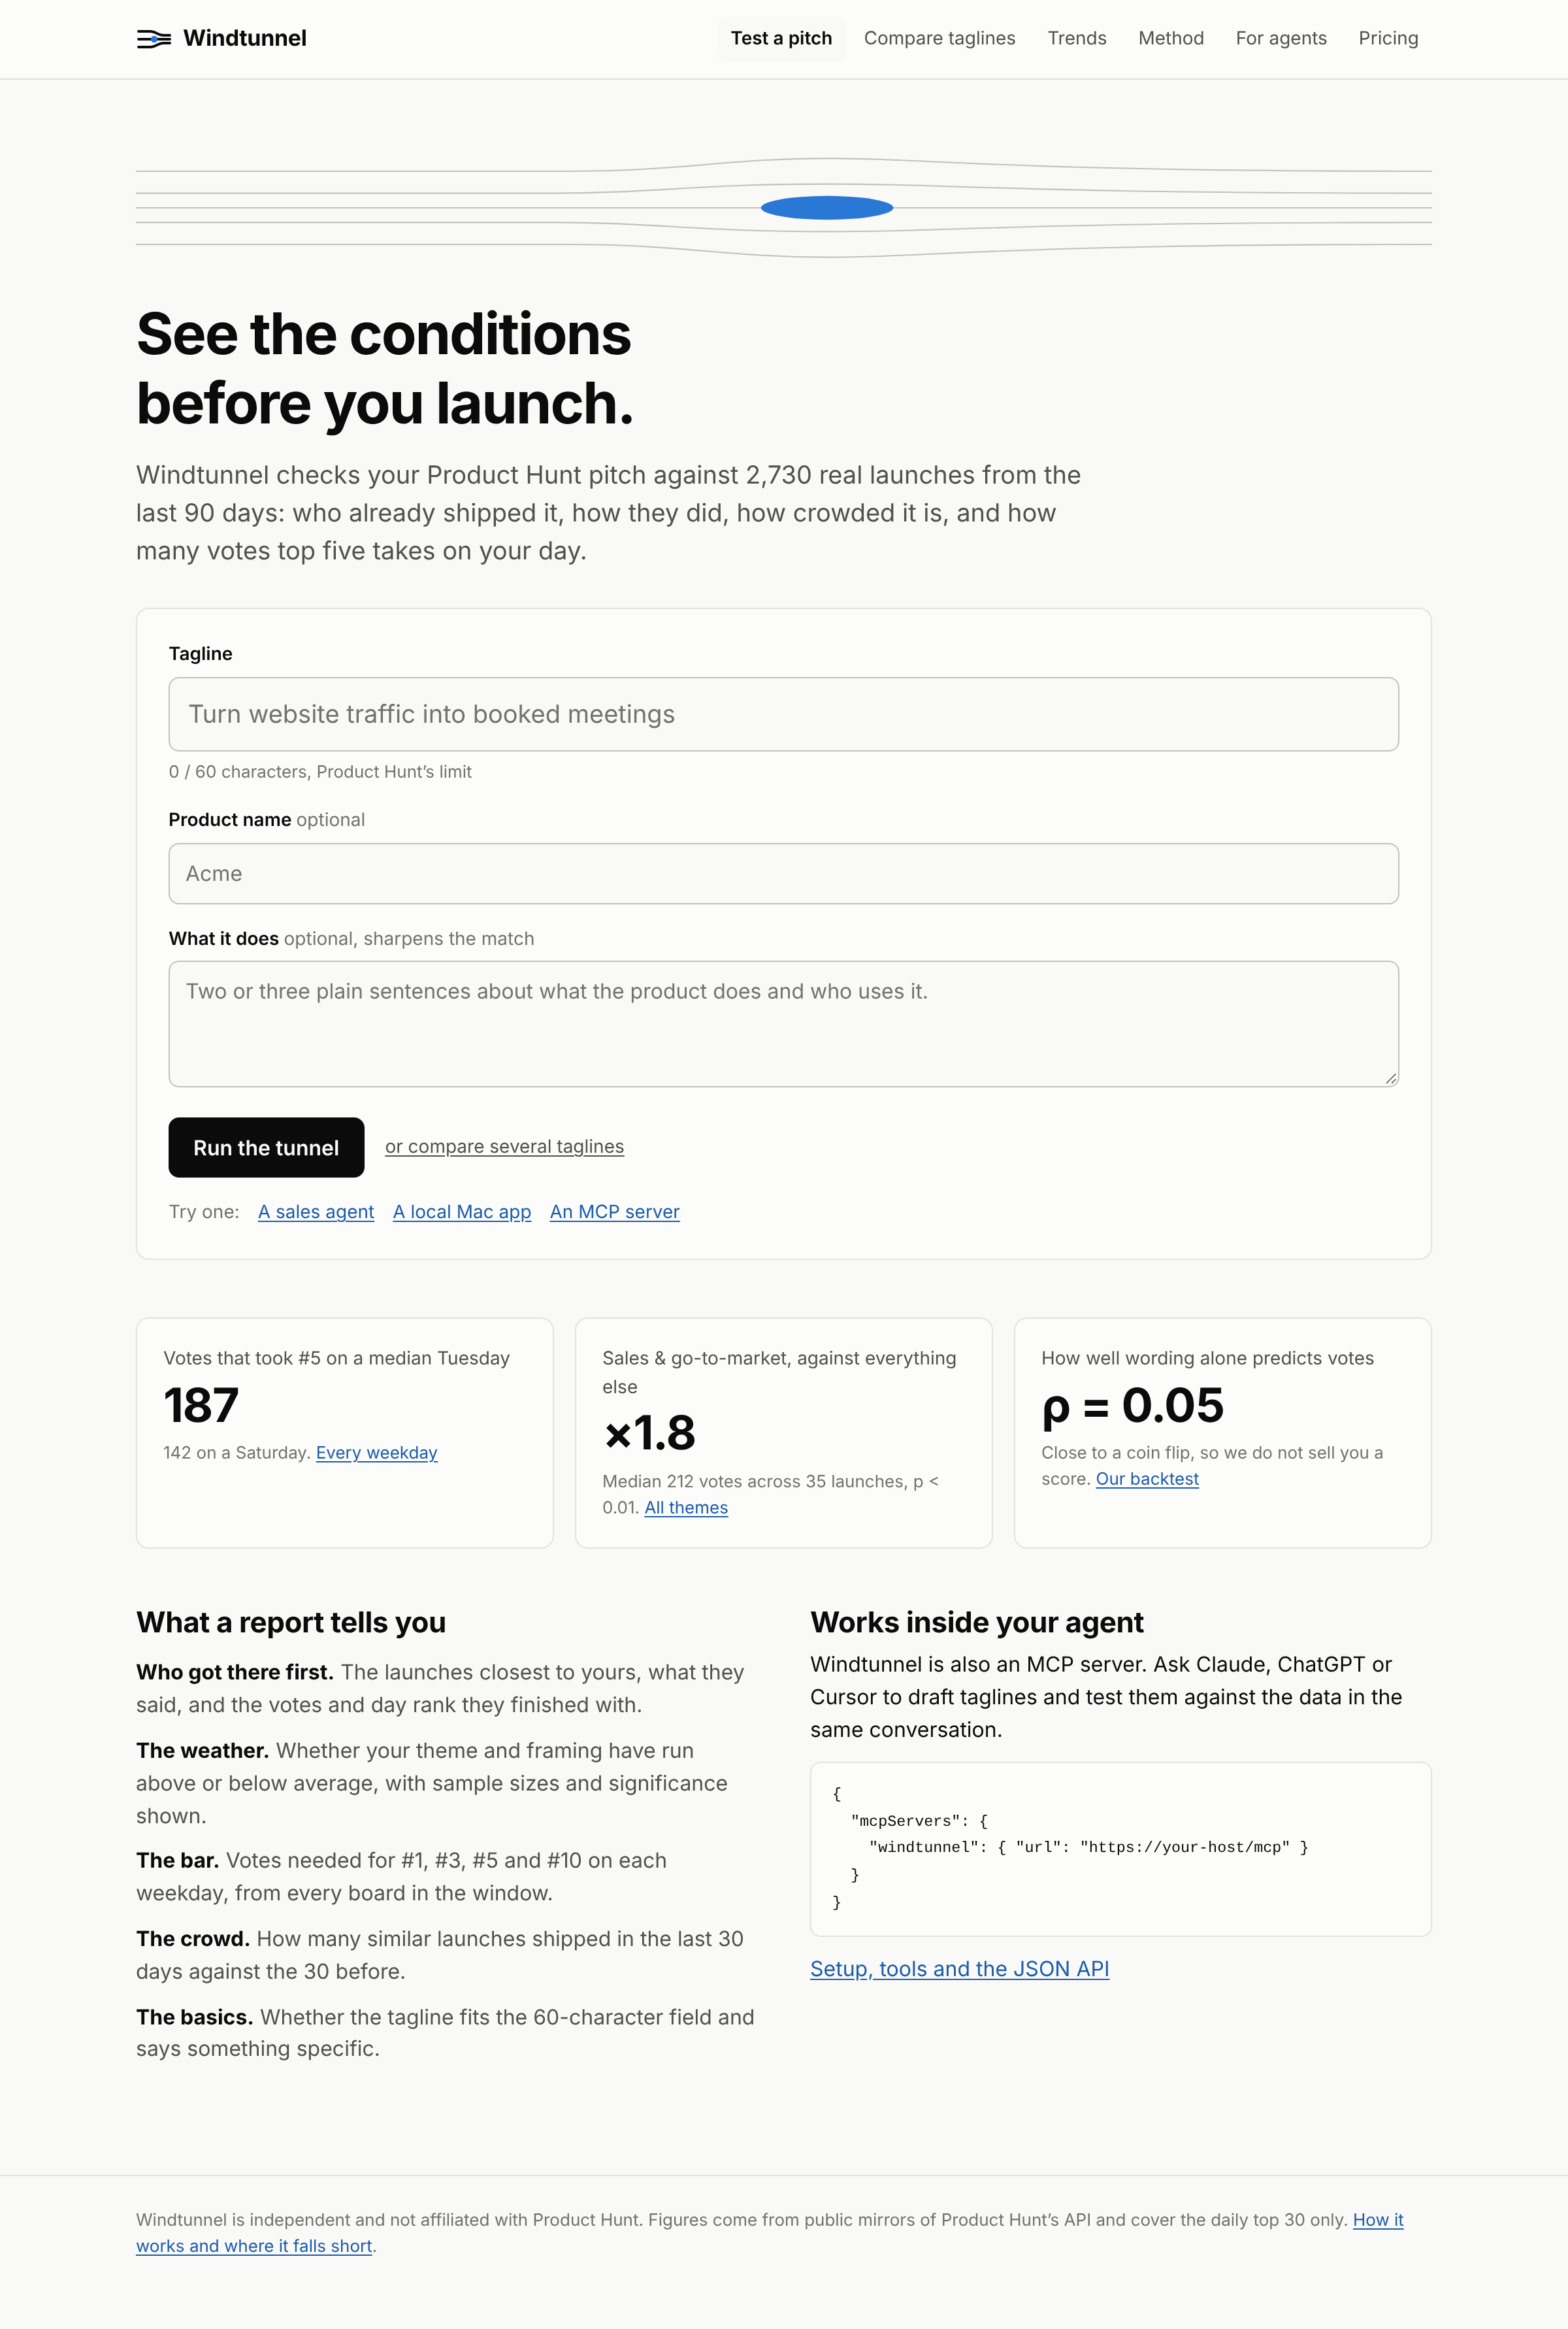 Windtunnel
Test a pitch
Compare taglines
Trends
Method
For agents
Pricing
See the conditions
before you launch.
Windtunnel checks your Product Hunt pitch against 2,730 real launches from the
last 90 days: who already shipped it, how they did, how crowded it is, and how
many votes top five takes on your day.
Tagline
Turn website traffic into booked meetings
0 / 60 characters, Product Hunt’s limit
Product name optional
Acme
What it does optional, sharpens the match
Two or three plain sentences about what the product does and who uses it.
Run the tunnel
or compare several taglines
Try one: A sales agent A local Mac app An MCP server
Votes that took #5 on a median Tuesday
187
142 on a Saturday. Every weekday
Sales & go-to-market, against everything
else
×1.8
Median 212 votes across 35 launches, p <
0.01. All themes
How well wording alone predicts votes
ρ = 0.05
Close to a coin flip, so we do not sell you a
score. Our backtest
What a report tells you
Who got there first. The launches closest to yours, what they
said, and the votes and day rank they finished with.
The weather. Whether your theme and framing have run
above or below average, with sample sizes and significance
shown.
The bar. Votes needed for #1, #3, #5 and #10 on each
weekday, from every board in the window.
The crowd. How many similar launches shipped in the last 30
days against the 30 before.
The basics. Whether the tagline fits the 60-character field and
says something specific.
Works inside your agent
Windtunnel is also an MCP server. Ask Claude, ChatGPT or
Cursor to draft taglines and test them against the data in the
same conversation.
{
  "mcpServers": {
    "windtunnel": { "url": "https://your-host/mcp" }
  }
}
Setup, tools and the JSON API
Windtunnel is independent and not affiliated with Product Hunt. Figures come from public mirrors of Product Hunt’s API and cover the daily top 30 only. How it
works and where it falls short.